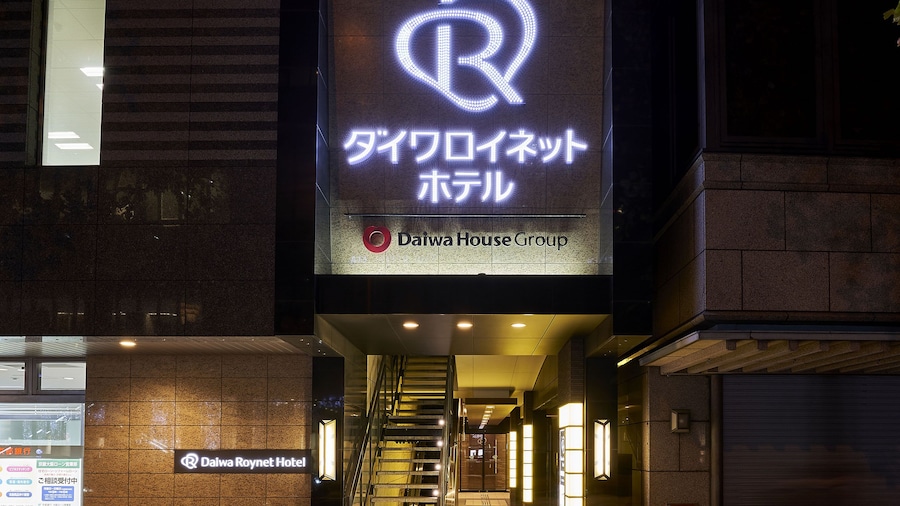 R
ダイワロイネット
ホテル
Daiwa House Group
Daiwa Roynet Hotel
ご相談受付中